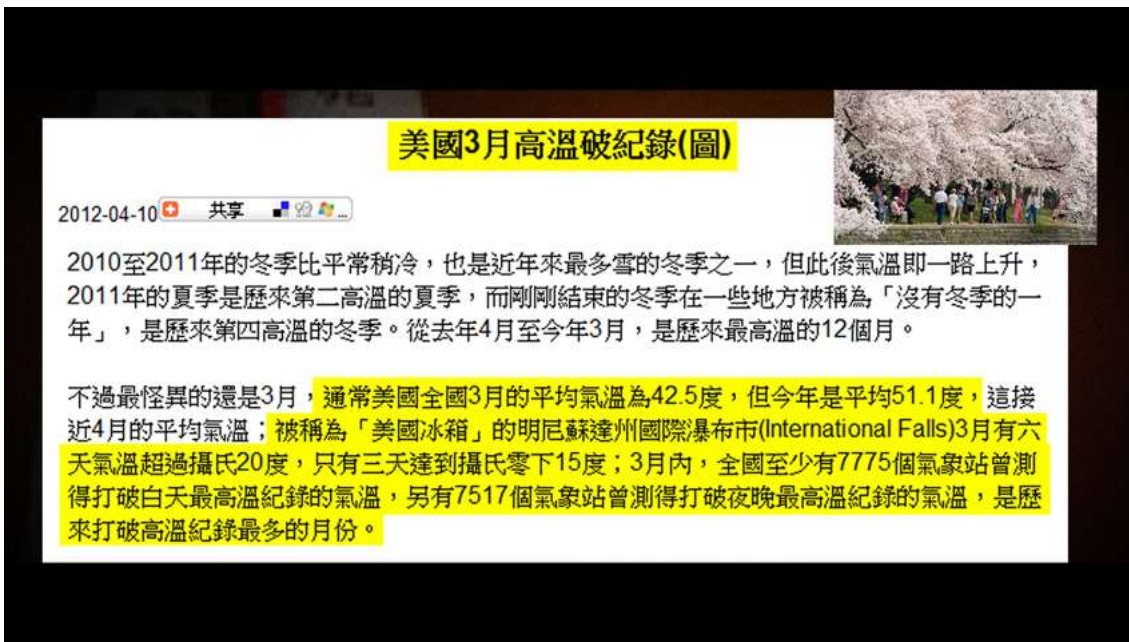 美國3月高溫破紀錄(圖)
2012-04-10 共享 ...
2010至2011年的冬季比平常稍冷，也是近年來最多雪的冬季之一，但此後氣溫即一路上升，
2011年的夏季是歷來第二高溫的夏季，而剛剛結束的冬季在一些地方被稱為「沒有冬季的一
年」，是歷來第四高溫的冬季。從去年4月至今年3月，是歷來最高溫的12個月。
不過最怪異的還是3月，通常美國全國3月的平均氣溫為42.5度，但今年是平均51.1度，這接
近4月的平均氣溫；被稱為「美國冰箱」的明尼蘇達州國際瀑布市(International Falls)3月有六
天氣溫超過攝氏20度，只有三天達到攝氏零下15度；3月內，全國至少有7775個氣象站曾測
得打破白天最高溫紀錄的氣溫，另有7517個氣象站曾測得打破夜晚最高溫紀錄的氣溫，是歷
來打破高溫紀錄最多的月份。